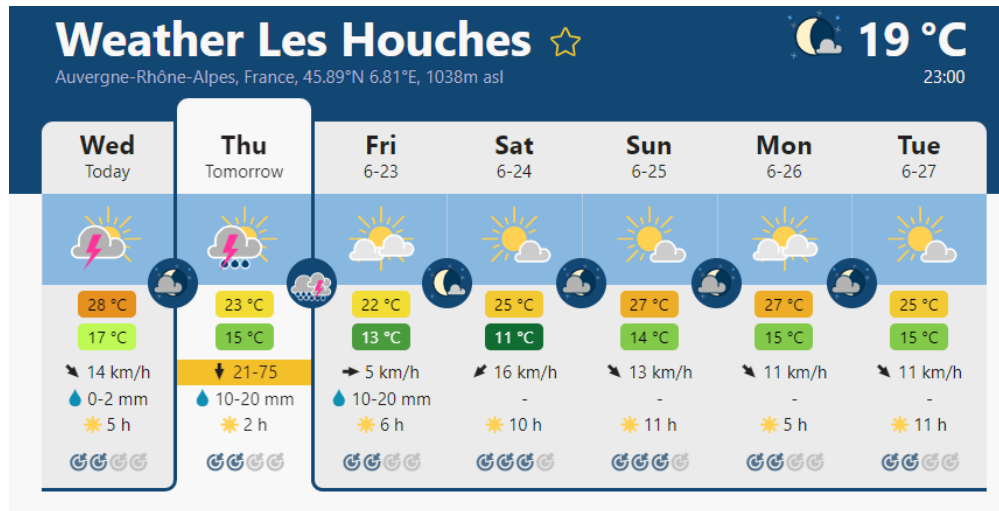 Weather Les Houches
19 °C
Auvergne-Rhône-Alpes, France, 45.89°N 6.81°E, 1038m asl
23:00
Wed Thu Fri Sat Sun Mon Tue
Today Tomorrow 6-23 6-24 6-25 6-26 6-27
28 °C 23 °C 22 °C 25 °C 27 °C 27 °C 25 °C
17 °C 15 °C 13 °C 11 °C 14 °C 15 °C 15 °C
14 km/h 21-75 5 km/h 16 km/h 13 km/h 11 km/h 11 km/h
0-2 mm 10-20 mm 10-20 mm - - - -
5 h 2 h 6 h 10 h 11 h 5 h 11 h